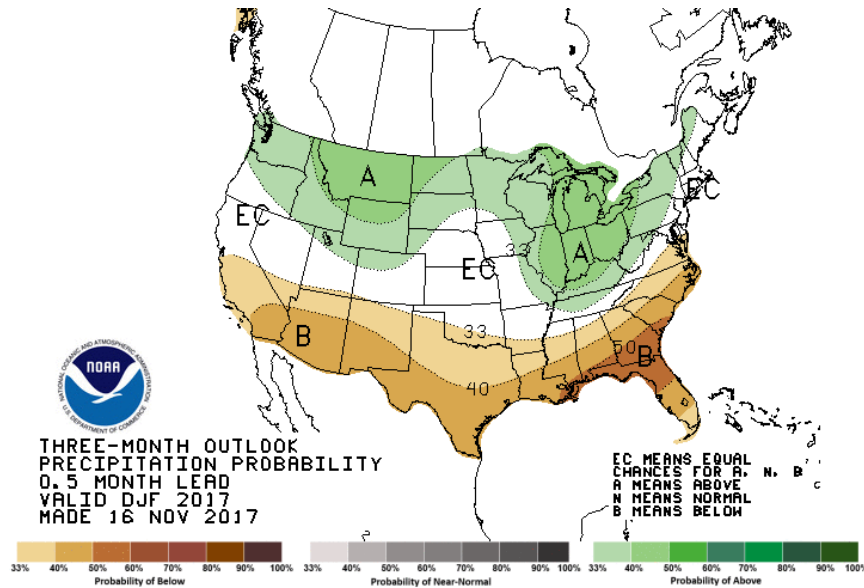 A
EC
EC
33
EC
A
33
B
50
B
40
NATIONAL OCEANIC AND ATMOSPHERIC ADMINISTRATION
NOAA
U.S. DEPARTMENT OF COMMERCE
THREE-MONTH OUTLOOK
PRECIPITATION PROBABILITY
0.5 MONTH LEAD
VALID DJF 2017
MADE 16 NOV 2017
EC MEANS EQUAL
CHANCES FOR A, N, B
A MEANS ABOVE
N MEANS NORMAL
B MEANS BELOW
33% 40% 50% 60% 70% 80% 90% 100%
Probability of Below
33% 40% 50% 60% 70% 80% 90% 100%
Probability of Near-Normal
33% 40% 50% 60% 70% 80% 90% 100%
Probability of Above